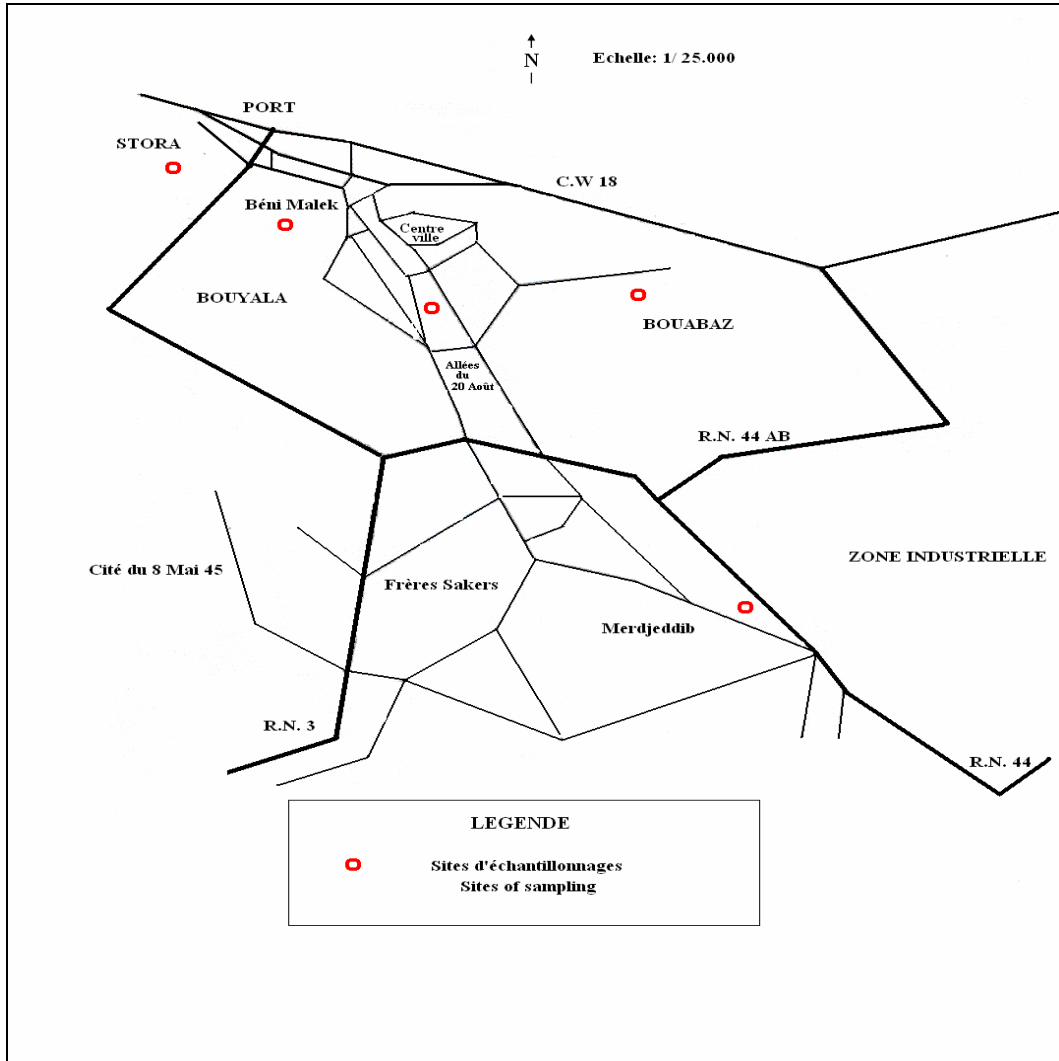 N
Echelle: 1/ 25.000
PORT
STORA
C.W 18
Béni Malek
Centre
ville
BOUYALA
BOUABAZ
Allées
du
20 Août
R.N. 44 AB
ZONE INDUSTRIELLE
Cité du 8 Mai 45
Frères Sakers
Merdjeddib
R.N. 3
R.N. 44
LEGENDE
Sites d'échantillonnages
Sites of sampling